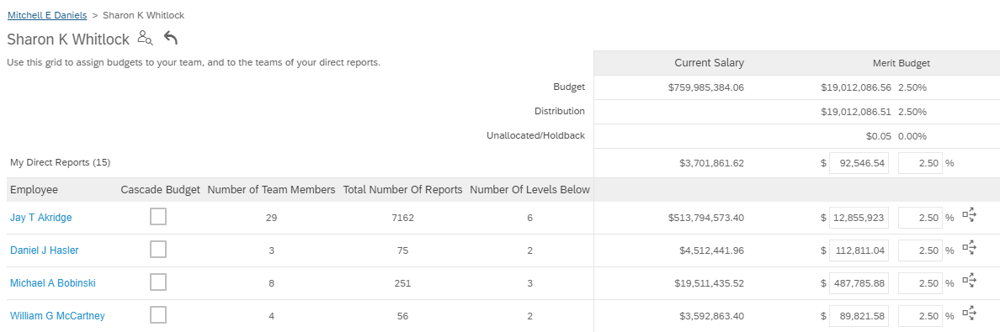 Mitchell E Daniels > Sharon K Whitlock
Sharon K Whitlock
Use this grid to assign budgets to your team, and to the teams of your direct reports.
Current Salary Merit Budget
Budget $759,985,384.06 $19,012,086.56 2.50%
Distribution $19,012,086.51 2.50%
Unallocated/Holdback $0.05 0.00%
My Direct Reports (15) $3,701,861.62 $ 92,546.54 2.50 %
Employee Cascade Budget Number of Team Members Total Number Of Reports Number Of Levels Below
Jay T Akridge 29 7162 6 $513,794,573.40 $ 12,855,923 2.50 %
Daniel J Hasler 3 75 2 $4,512,441.96 $ 112,811.04 2.50 %
Michael A Bobinski 8 251 3 $19,511,435.52 $ 487,785.88 2.50 %
William G McCartney 4 56 2 $3,592,863.40 $ 89,821.58 2.50 %